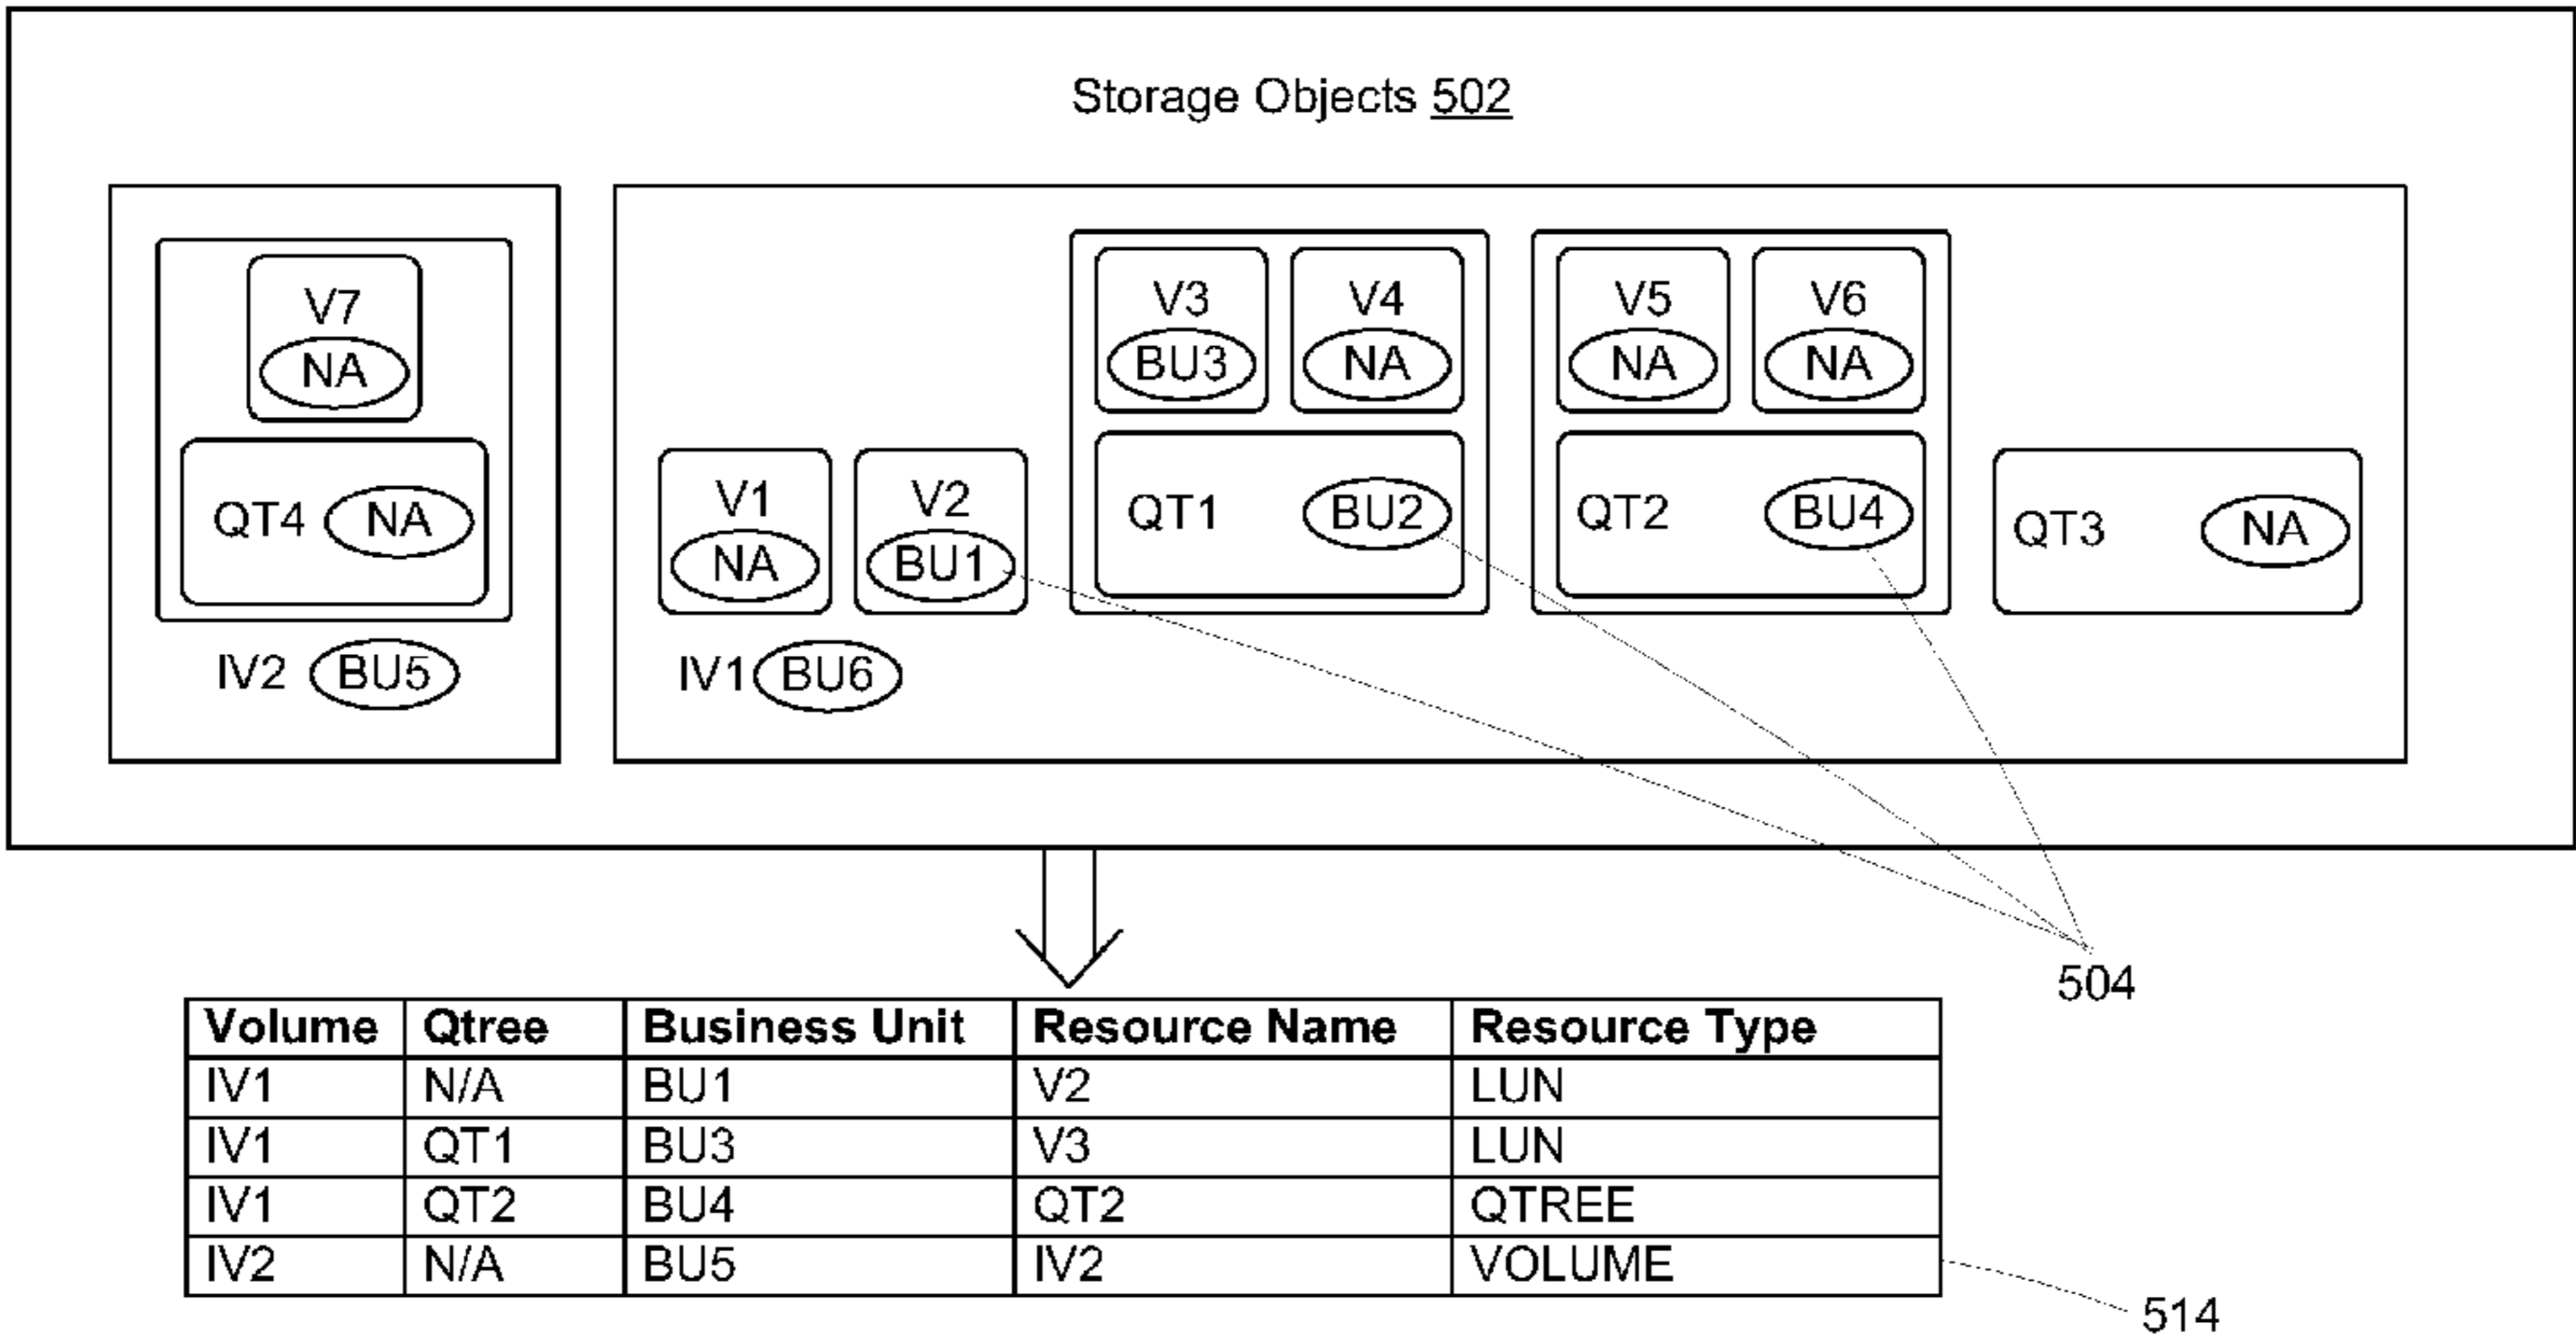 Storage Objects 502
V7
NA
QT4 NA
IV2 BU5
V1
NA
V2
BU1
IV1 BU6
V3
BU3
V4
NA
QT1 BU2
V5
NA
V6
NA
QT2 BU4
QT3 NA
504
Volume Qtree Business Unit Resource Name Resource Type
IV1 N/A BU1 V2 LUN
IV1 QT1 BU3 V3 LUN
IV1 QT2 BU4 QT2 QTREE
IV2 N/A BU5 IV2 VOLUME
514